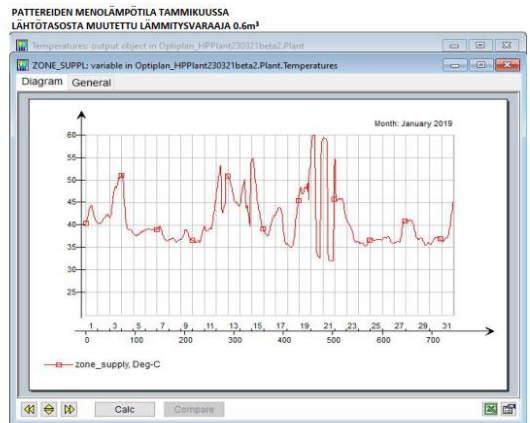 PATTEREIDEN MENOLÄMPÖTILA TAMMIKUUSSA
LÄHTÖTASOSTA MUUTETTU LÄMMITYSVARAAJA 0.6m³
Temperatures: output object in Optiplan_HPPlant230321beta2.Plant
ZONE_SUPPL: variable in Optiplan_HPPlant230321beta2.Plant.Temperatures
Diagram General
Month: January 2019
60
55
50
45
40
35
30
25
1 3 5 7 9 11 13 15 17 19 21 23 25 27 29 31
0 100 200 300 400 500 600 700
zone_supply, Deg-C
Calc Compare